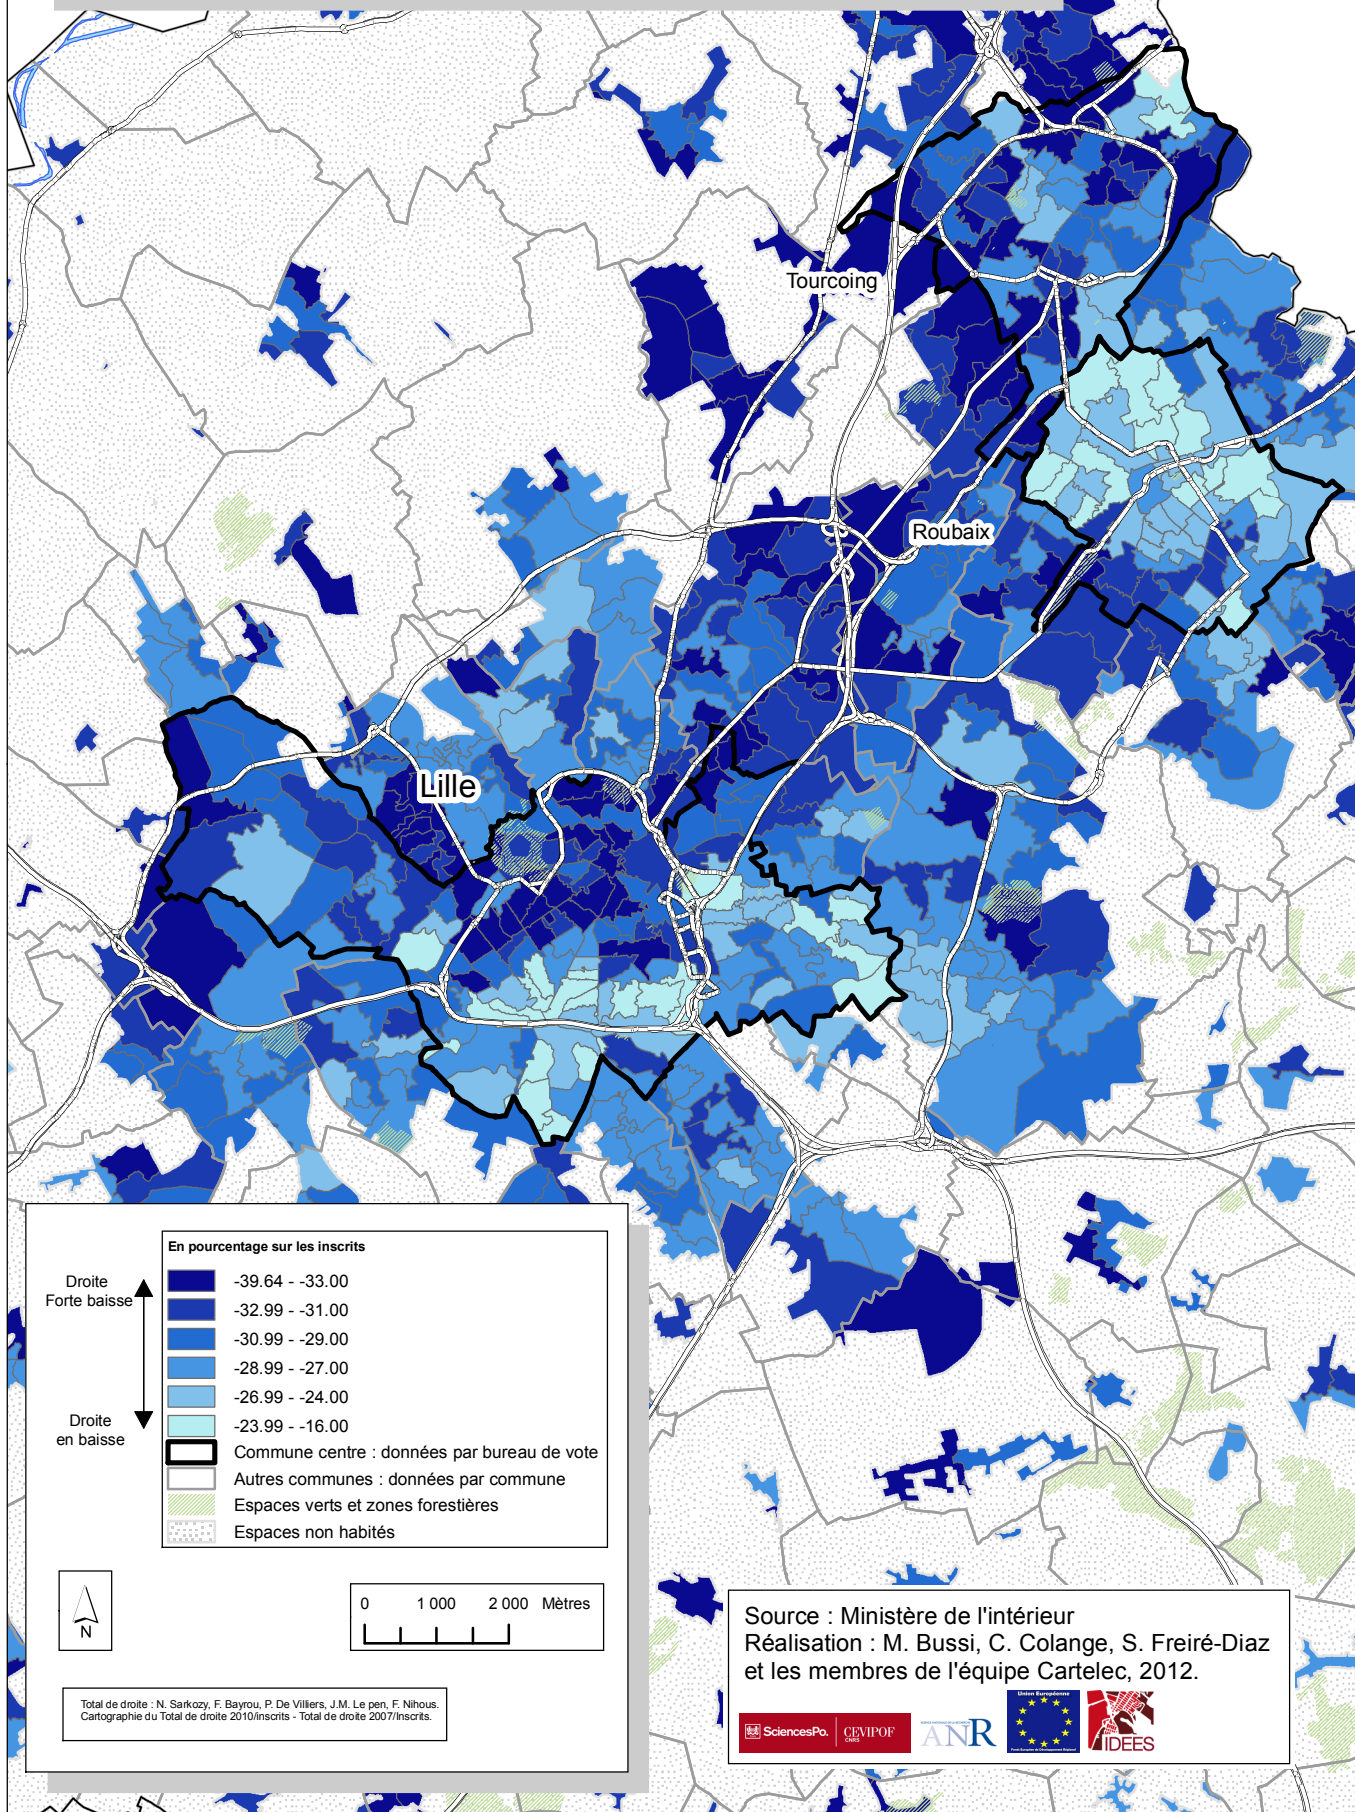 Tourcoing
Roubaix
Lille
En pourcentage sur les inscrits
Droite
Forte baisse
-39.64 - -33.00
-32.99 - -31.00
-30.99 - -29.00
-28.99 - -27.00
-26.99 - -24.00
-23.99 - -16.00
Droite
en baisse
Commune centre : données par bureau de vote
Autres communes : données par commune
Espaces verts et zones forestières
Espaces non habités
N
0 1 000 2 000 Mètres
Total de droite : N. Sarkozy, F. Bayrou, P. De Villiers, J.M. Le pen, F. Nihous.
Cartographie du Total de droite 2010/inscrits - Total de droite 2007/Inscrits.
Source : Ministère de l'intérieur
Réalisation : M. Bussi, C. Colange, S. Freiré-Diaz
et les membres de l'équipe Cartelec, 2012.
SciencesPo. CEVIPOF
CNRS
ANR
Union Européenne
IDEES